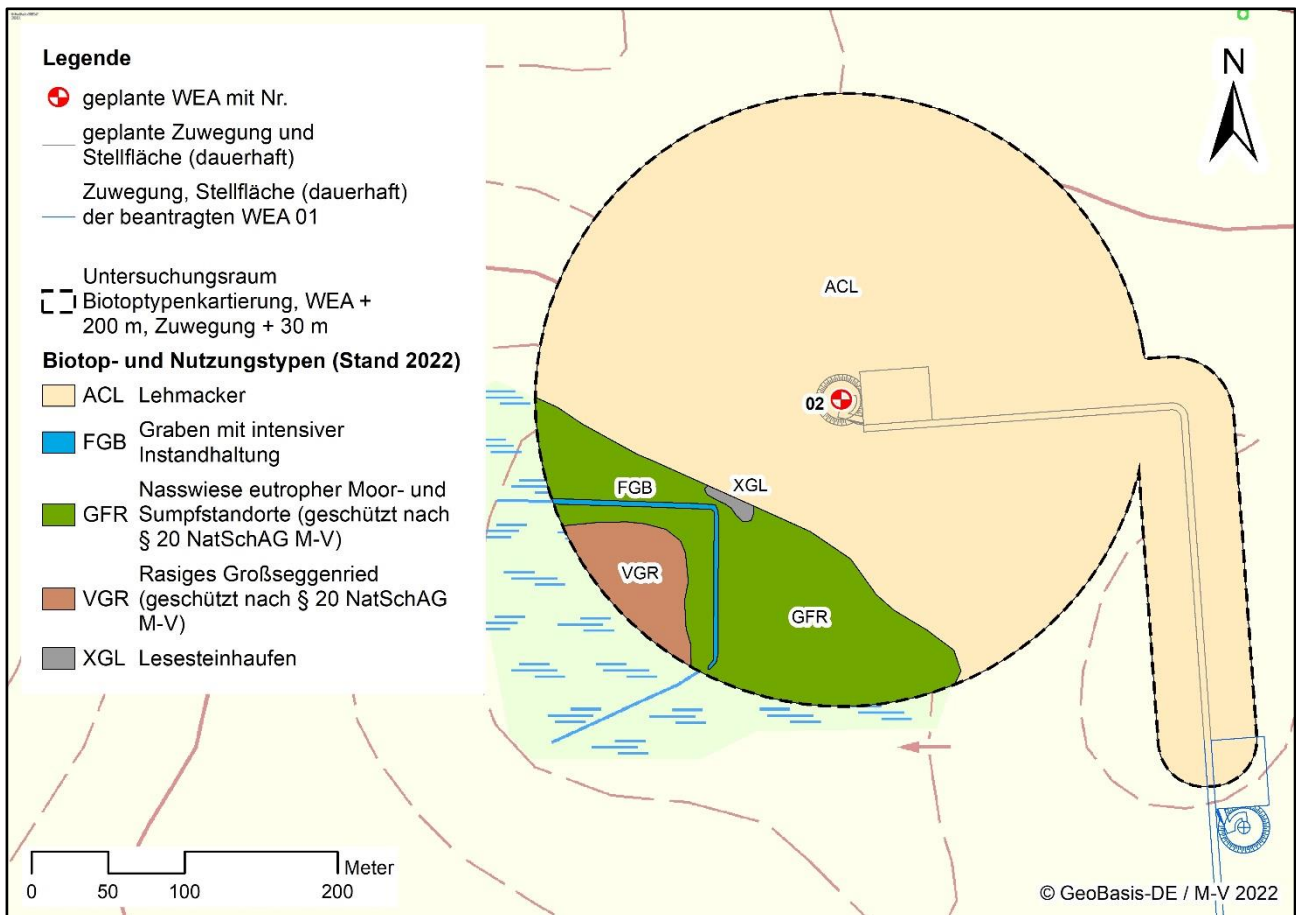 Legende
geplante WEA mit Nr.
geplante Zuwegung und
Stellfläche (dauerhaft)
Zuwegung, Stellfläche (dauerhaft)
der beantragten WEA 01
Untersuchungsraum
Biotoptypenkartierung, WEA +
200 m, Zuwegung + 30 m
Biotop- und Nutzungstypen (Stand 2022)
ACL Lehmacker
FGB Graben mit intensiver
Instandhaltung
GFR Nasswiese eutropher Moor- und
Sumpfstandorte (geschützt nach
§ 20 NatSchAG M-V)
VGR Rasiges Großseggenried
(geschützt nach § 20 NatSchAG
M-V)
XGL Lesesteinhaufen
N
ACL
02
XGL
FGB
VGR
GFR
Meter
0 50 100 200
© GeoBasis-DE / M-V 2022